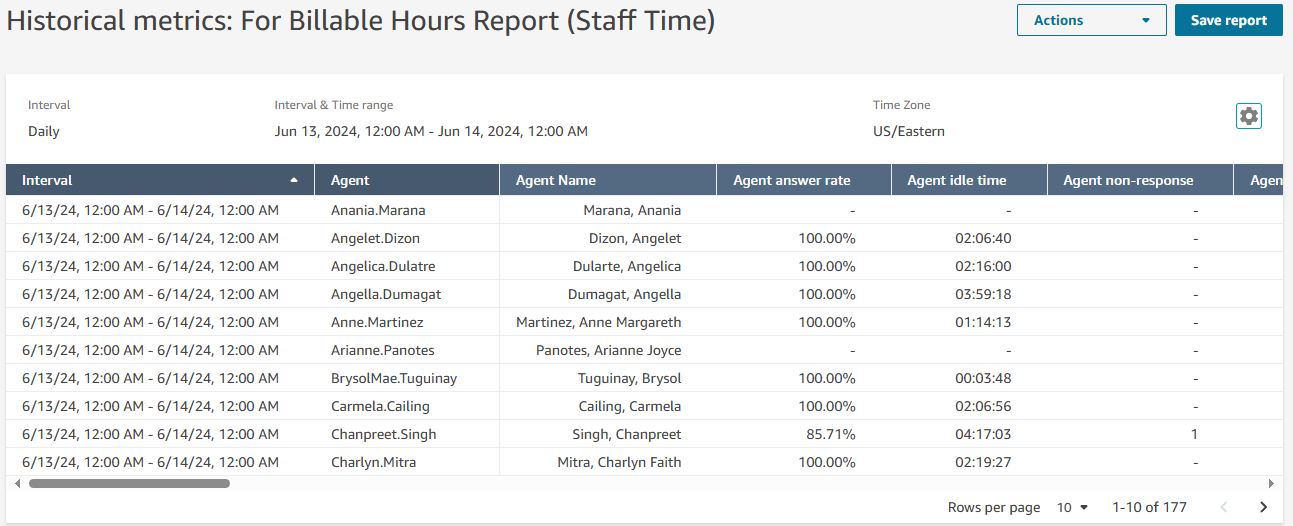 Historical metrics: For Billable Hours Report (Staff Time)
Actions
Save report
Interval
Interval & Time range
Time Zone
Daily
Jun 13, 2024, 12:00 AM - Jun 14, 2024, 12:00 AM
US/Eastern
Interval Agent Agent Name Agent answer rate Agent idle time Agent non-response Agen
6/13/24, 12:00 AM - 6/14/24, 12:00 AM Anania.Marana Marana, Anania - - -
6/13/24, 12:00 AM - 6/14/24, 12:00 AM Angelet.Dizon Dizon, Angelet 100.00% 02:06:40 -
6/13/24, 12:00 AM - 6/14/24, 12:00 AM Angelica.Dulatre Dularte, Angelica 100.00% 02:16:00 -
6/13/24, 12:00 AM - 6/14/24, 12:00 AM Angella.Dumagat Dumagat, Angella 100.00% 03:59:18 -
6/13/24, 12:00 AM - 6/14/24, 12:00 AM Anne.Martinez Martinez, Anne Margareth 100.00% 01:14:13 -
6/13/24, 12:00 AM - 6/14/24, 12:00 AM Arianne.Panotes Panotes, Arianne Joyce - - -
6/13/24, 12:00 AM - 6/14/24, 12:00 AM BrysolMae.Tuguinay Tuguinay, Brysol 100.00% 00:03:48 -
6/13/24, 12:00 AM - 6/14/24, 12:00 AM Carmela.Cailing Cailing, Carmela 100.00% 02:06:56 -
6/13/24, 12:00 AM - 6/14/24, 12:00 AM Chanpreet.Singh Singh, Chanpreet 85.71% 04:17:03 1
6/13/24, 12:00 AM - 6/14/24, 12:00 AM Charlyn.Mitra Mitra, Charlyn Faith 100.00% 02:19:27 -
Rows per page 10 1-10 of 177